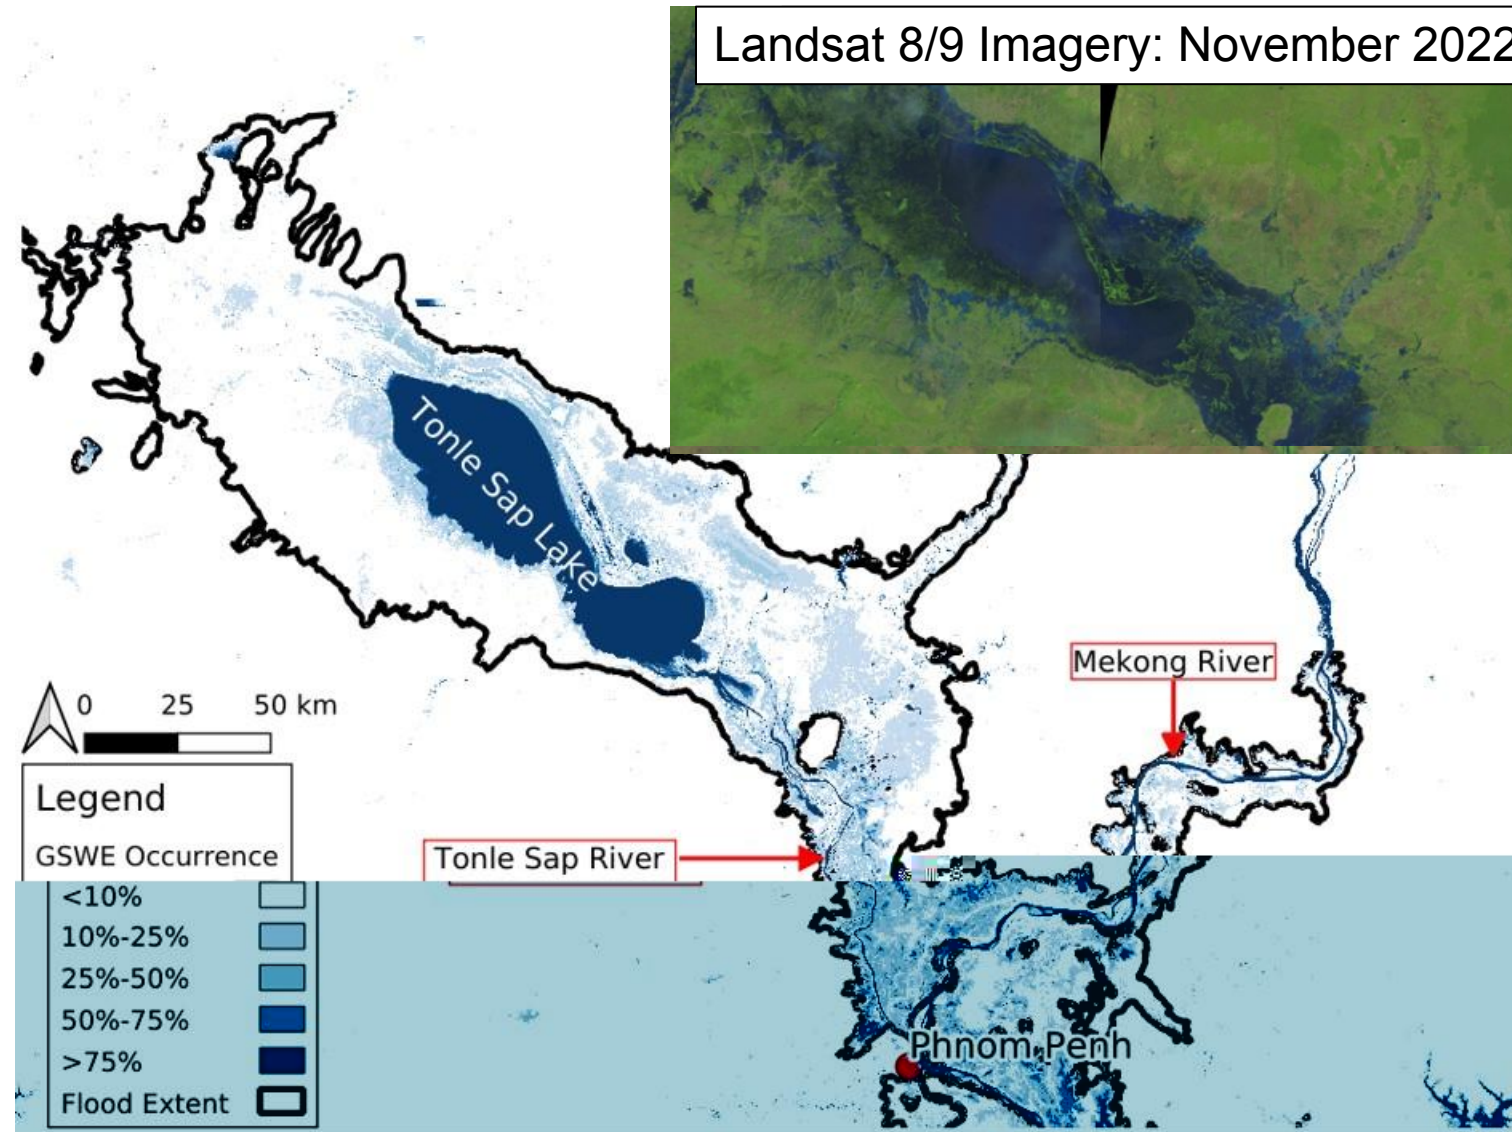 Landsat 8/9 Imagery: November 2022
Tonle Sap Lake
Mekong River
0 25 50 km
Legend
GSWE Occurrence
Tonle Sap River
<10%
10%-25%
25%-50%
50%-75%
>75%
Flood Extent
Phnom Penh